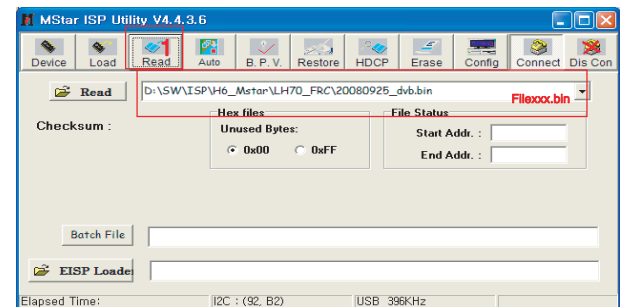 MStar ISP Utility V4.4.3.6
1
Device Load Read Auto B. P. V. Restore HDCP Erase Config Connect Dis Con
Read D:\SW\ISP\H6_Mstar\LH70_FRC\20080925_dvb.bin
Filexxx.bin
Hex files File Status
Checksum : Unused Bytes: Start Addr. :
0x00 0xFF End Addr. :
Batch File
EISP Loade
Elapsed Time: I2C : (92, B2) USB 396KHz